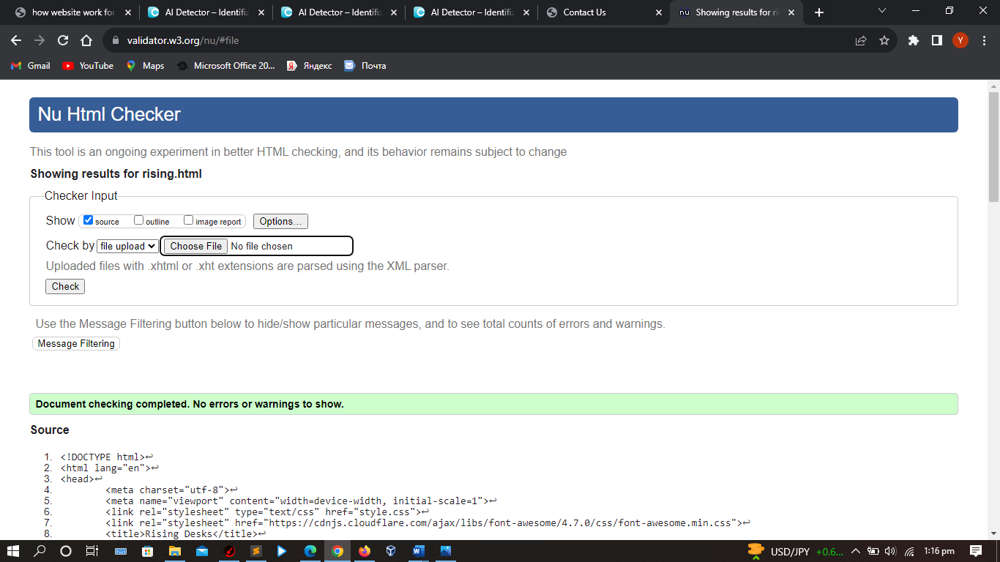 how website work for
AI Detector – Identifiz
AI Detector – Identifiz
AI Detector – Identifiz
Contact Us
nu Showing results for ri
validator.w3.org/nu/#file
Y
Gmail
YouTube
Maps
Microsoft Office 20...
Яндекс
Почта
Nu Html Checker
This tool is an ongoing experiment in better HTML checking, and its behavior remains subject to change
Showing results for rising.html
Checker Input
Show source outline image report Options...
Check by file upload Choose File No file chosen
Uploaded files with .xhtml or .xht extensions are parsed using the XML parser.
Check
Use the Message Filtering button below to hide/show particular messages, and to see total counts of errors and warnings.
Message Filtering
Document checking completed. No errors or warnings to show.
Source
1. <!DOCTYPE html>↩
2. <html lang="en">↩
3. <head>↩
4. <meta charset="utf-8">↩
5. <meta name="viewport" content="width=device-width, initial-scale=1">↩
6. <link rel="stylesheet" type="text/css" href="style.css">↩
7. <link rel="stylesheet" href="https://cdnjs.cloudflare.com/ajax/libs/font-awesome/4.7.0/css/font-awesome.min.css">↩
8. <title>Rising Desks</title>↩
USD/JPY +0.6...
1:16 pm